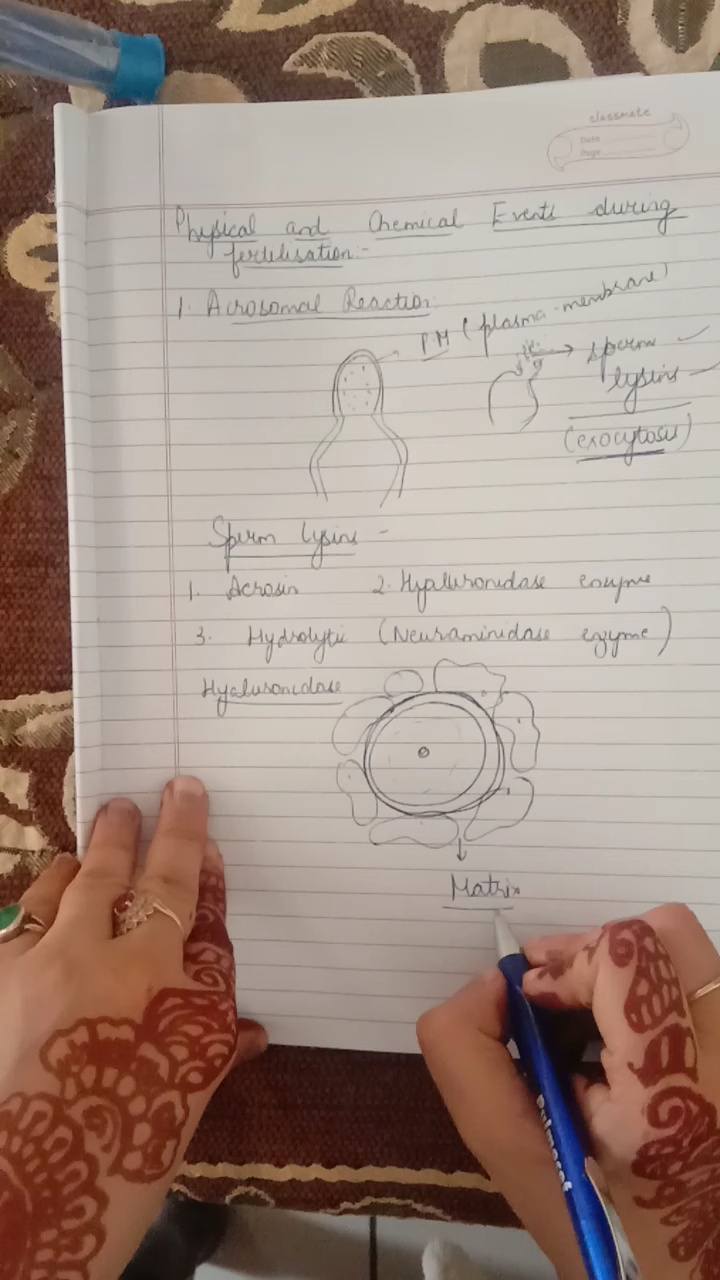 classmate
Date
Page
Physical and Chemical Events during
fertilisation:-
1. Acrosomal Reaction:
PM (plasma-membrane)
sperm
lysins
(exocytosis)
Sperm lysins -
1. Acrosin 2. Hyaluronidase enzyme
3. Hydrolytic (Neuraminidase enzyme)
Hyaluronidase
Matrix